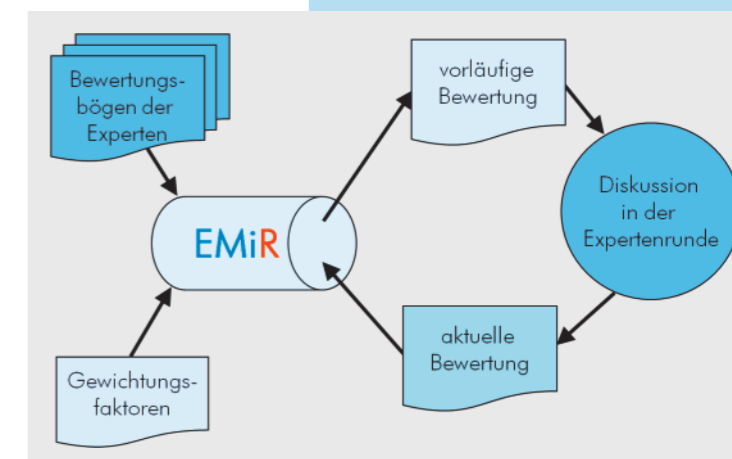 Bewertungs-
bögen der
Experten
vorläufige
Bewertung
Diskussion
in der
Expertenrunde
EMiR
aktuelle
Bewertung
Gewichtungs-
faktoren